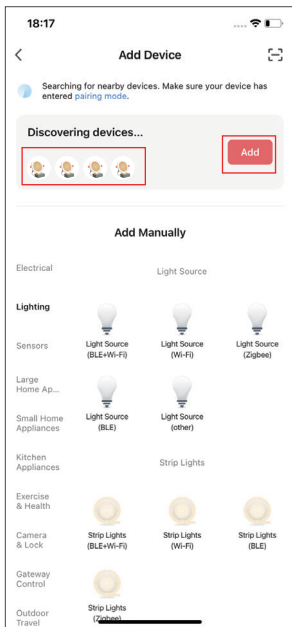 18:17
Add Device
Searching for nearby devices. Make sure your device has
entered pairing mode.
Discovering devices...
Add
Add Manually
Electrical
Light Source
Lighting
Light Source
(BLE+Wi-Fi)
Light Source
(Wi-Fi)
Light Source
(Zigbee)
Sensors
Large
Home Ap...
Light Source
(BLE)
Light Source
(other)
Small Home
Appliances
Kitchen
Appliances
Strip Lights
Exercise
& Health
Strip Lights
(BLE+Wi-Fi)
Strip Lights
(Wi-Fi)
Strip Lights
(BLE)
Camera
& Lock
Gateway
Control
Strip Lights
(Zigbee)
Outdoor
Travel